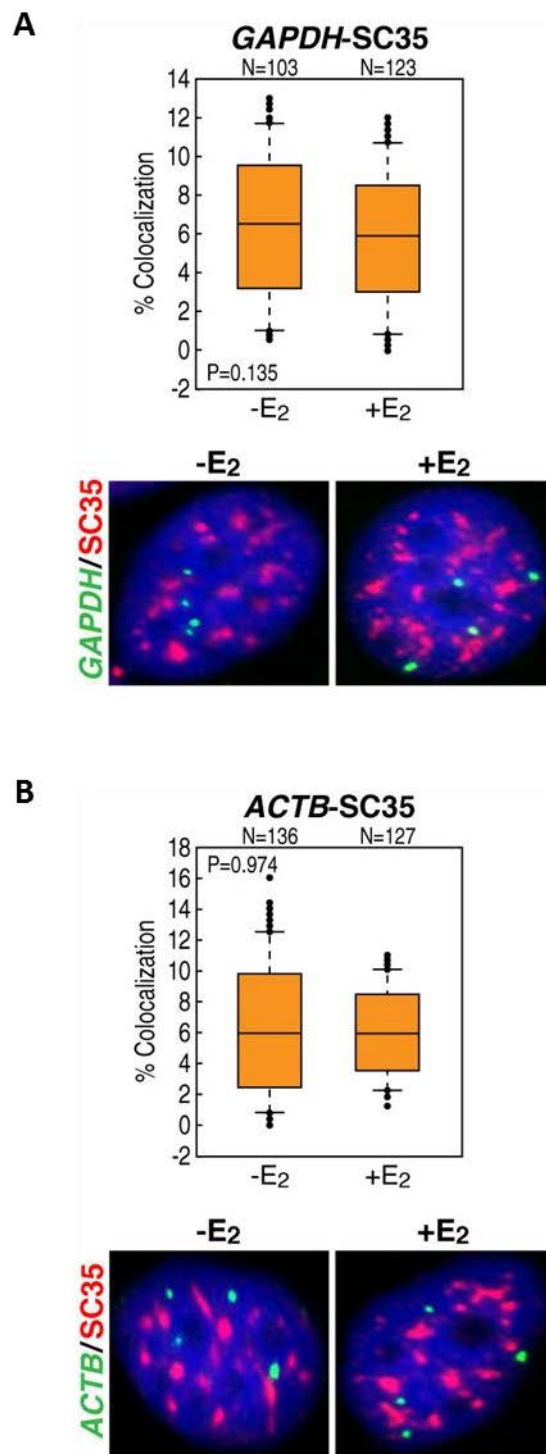 A
GAPDH-SC35
N=103 N=123
14
12
10
8
6
4
2
0
-2
% Colocalization
P=0.135
-E2 +E2
-E2 +E2
GAPDH/SC35
B
ACTB-SC35
N=136 N=127
18
16
14
12
10
8
6
4
2
0
-2
% Colocalization
P=0.974
-E2 +E2
-E2 +E2
ACTB/SC35